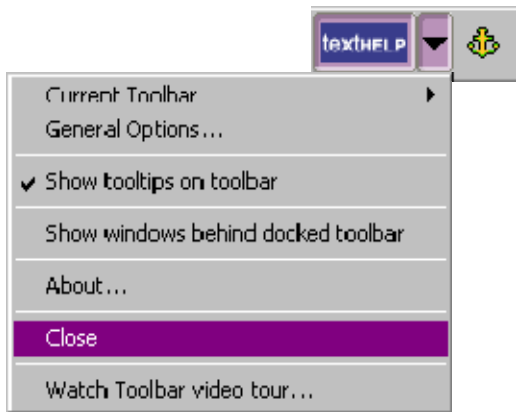 textHELP
Current Toolbar
General Options...
Show tooltips on toolbar
Show windows behind docked toolbar
About...
Close
Watch Toolbar video tour...